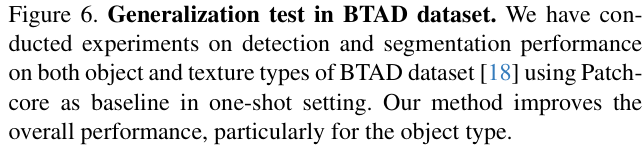 Figure 6. Generalization test in BTAD dataset. We have con-
ducted experiments on detection and segmentation performance
on both object and texture types of BTAD dataset [18] using Patch-
core as baseline in one-shot setting. Our method improves the
overall performance, particularly for the object type.